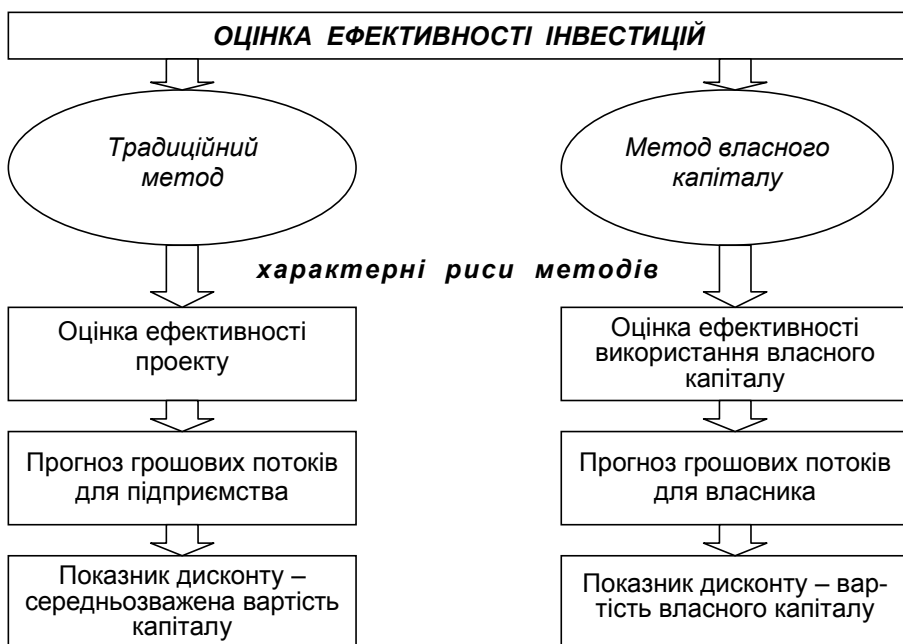 ОЦІНКА ЕФЕКТИВНОСТІ ІНВЕСТИЦІЙ
Традиційний
метод
Метод власного
капіталу
характерні риси методів
Оцінка ефективності
проекту
Оцінка ефективності
використання власного
капіталу
Прогноз грошових потоків
для підприємства
Прогноз грошових потоків
для власника
Показник дисконту –
середньозважена вартість
капіталу
Показник дисконту – вар-
тість власного капіталу